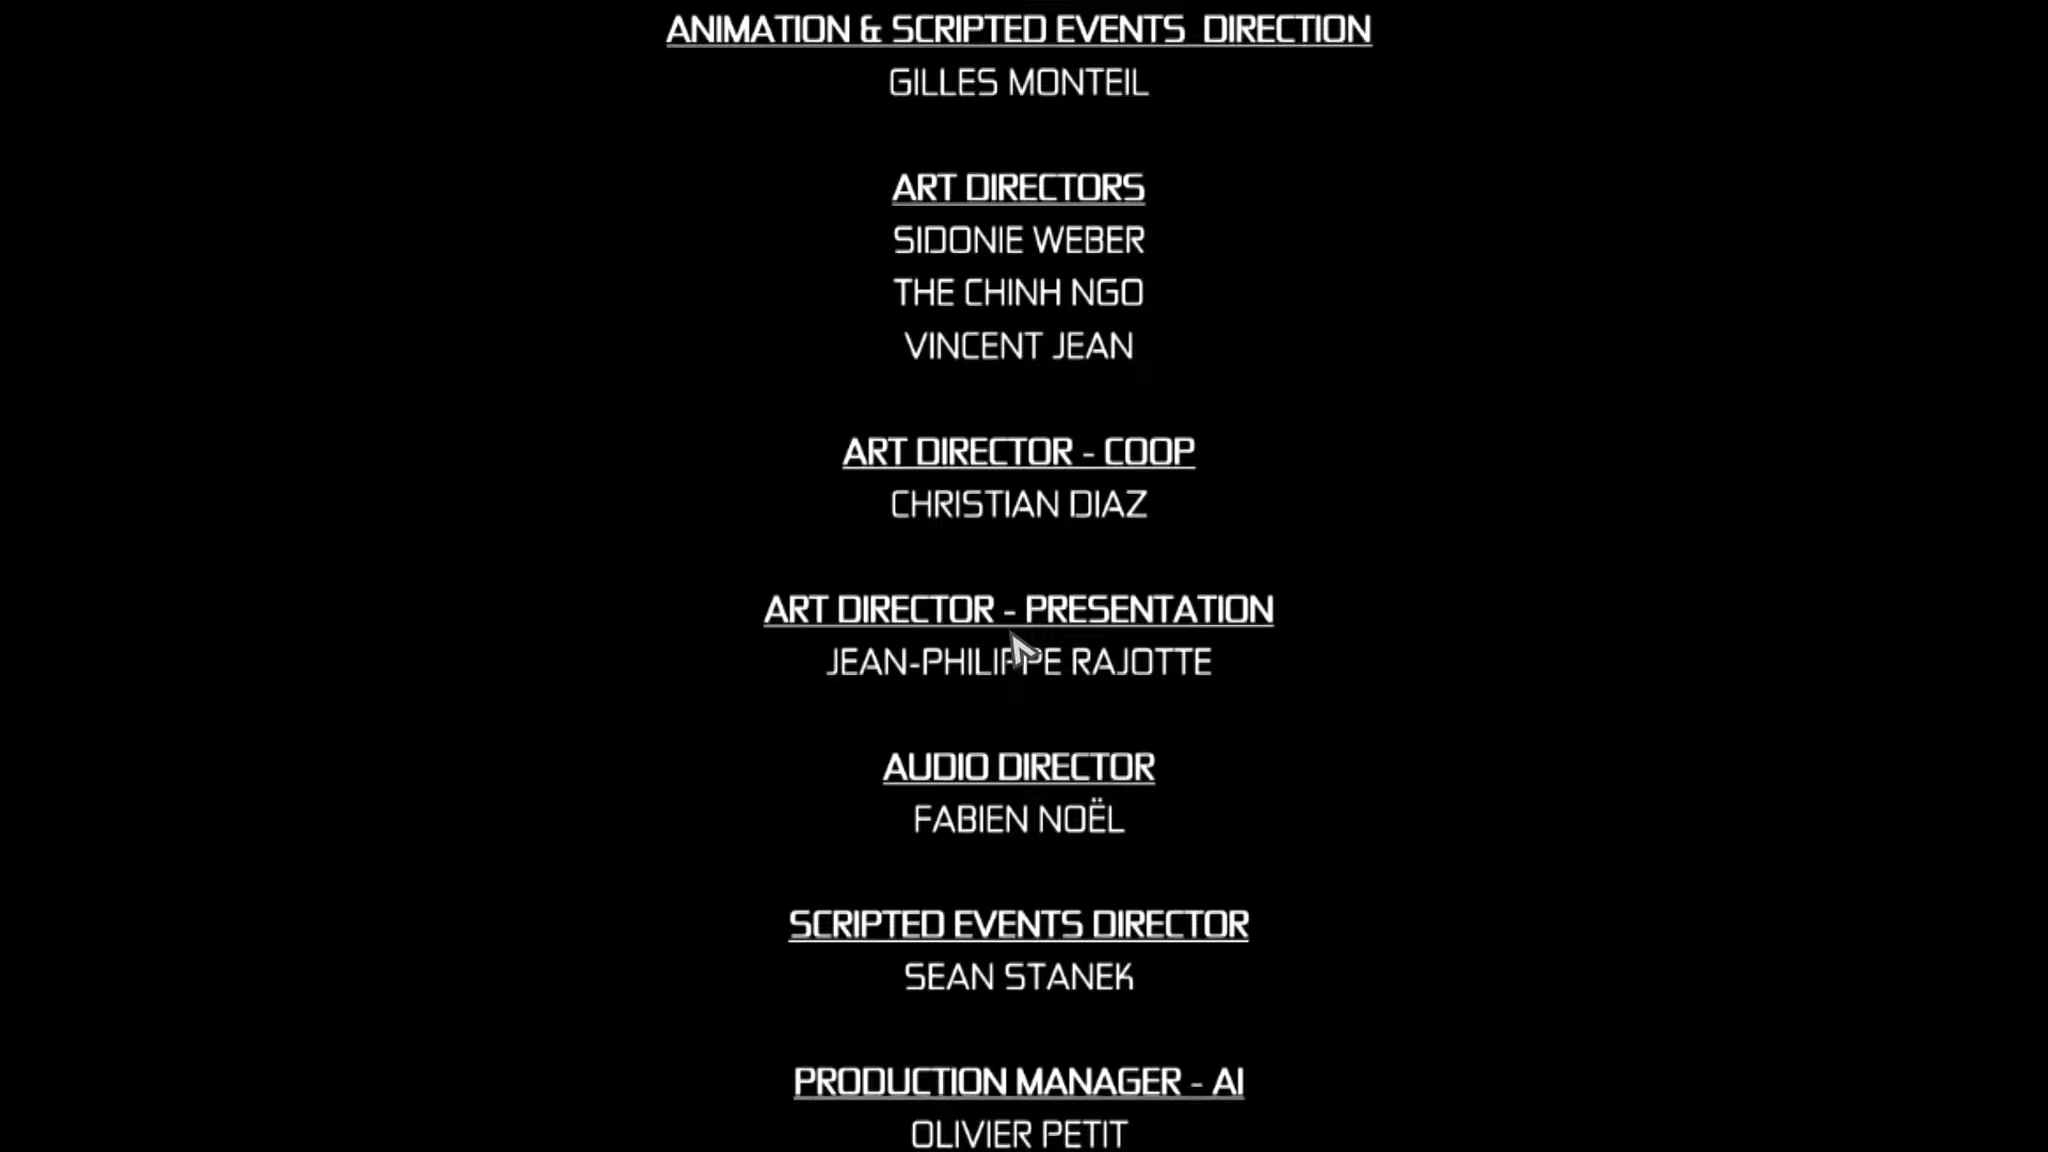 ANIMATION & SCRIPTED EVENTS DIRECTION
GILLES MONTEIL
ART DIRECTORS
SIDONIE WEBER
THE CHINH NGO
VINCENT JEAN
ART DIRECTOR - COOP
CHRISTIAN DIAZ
ART DIRECTOR - PRESENTATION
JEAN-PHILIPPE RAJOTTE
AUDIO DIRECTOR
FABIEN NOËL
SCRIPTED EVENTS DIRECTOR
SEAN STANEK
PRODUCTION MANAGER - AI
OLIVIER PETIT